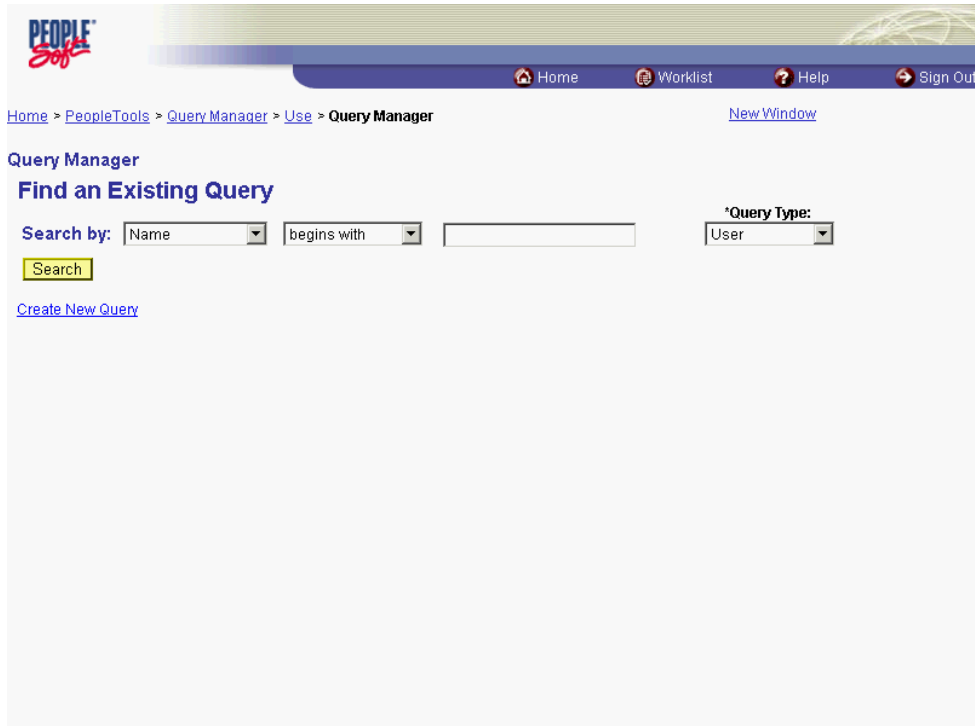 PEOPLE
Soft
Home Worklist Help Sign Out
Home > PeopleTools > Query Manager > Use > Query Manager New Window
Query Manager
Find an Existing Query
*Query Type:
Search by: Name begins with User
Search
Create New Query